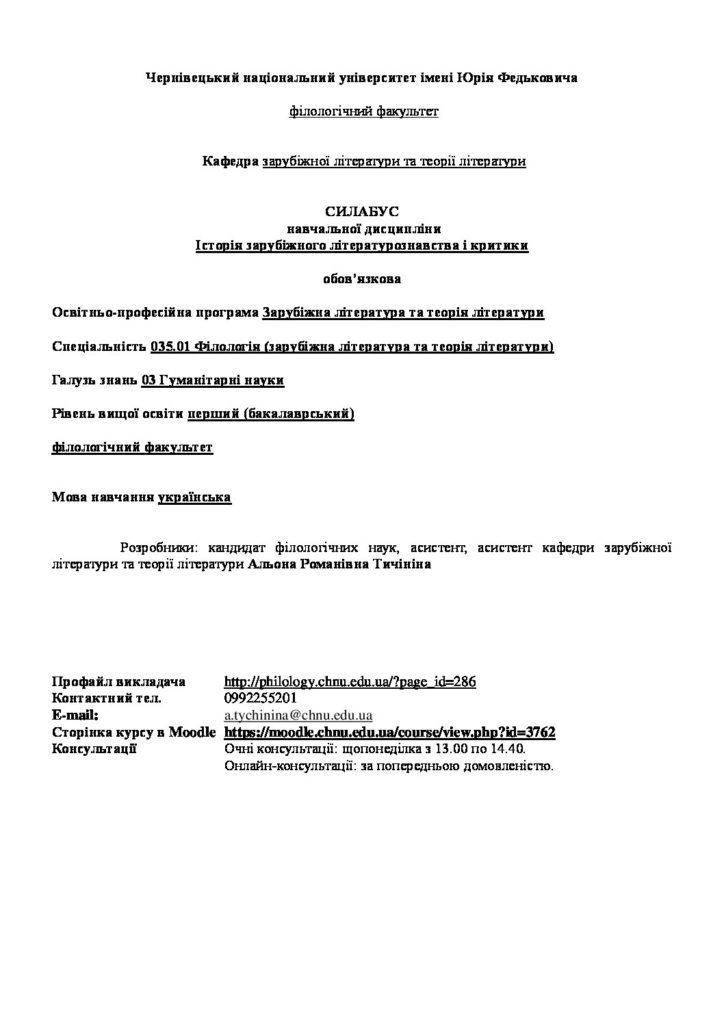 Чернівецький національний університет імені Юрія Федьковича
філологічний факультет
Кафедра зарубіжної літератури та теорії літератури
СИЛАБУС
навчальної дисципліни
Історія зарубіжного літературознавства і критики
обов’язкова
Освітньо-професійна програма Зарубіжна література та теорія літератури
Спеціальність 035.01 Філологія (зарубіжна література та теорія літератури)
Галузь знань 03 Гуманітарні науки
Рівень вищої освіти перший (бакалаврський)
філологічний факультет
Мова навчання українська
Розробники: кандидат філологічних наук, асистент, асистент кафедри зарубіжної
літератури та теорії літератури Альона Романівна Тичініна
Профайл викладача http://philology.chnu.edu.ua/?page_id=286
Контактний тел. 0992255201
E-mail: a.tychinina@chnu.edu.ua
Сторінка курсу в Moodle https://moodle.chnu.edu.ua/course/view.php?id=3762
Консультації Очні консультації: щопонеділка з 13.00 по 14.40.
Онлайн-консультації: за попередньою домовленістю.